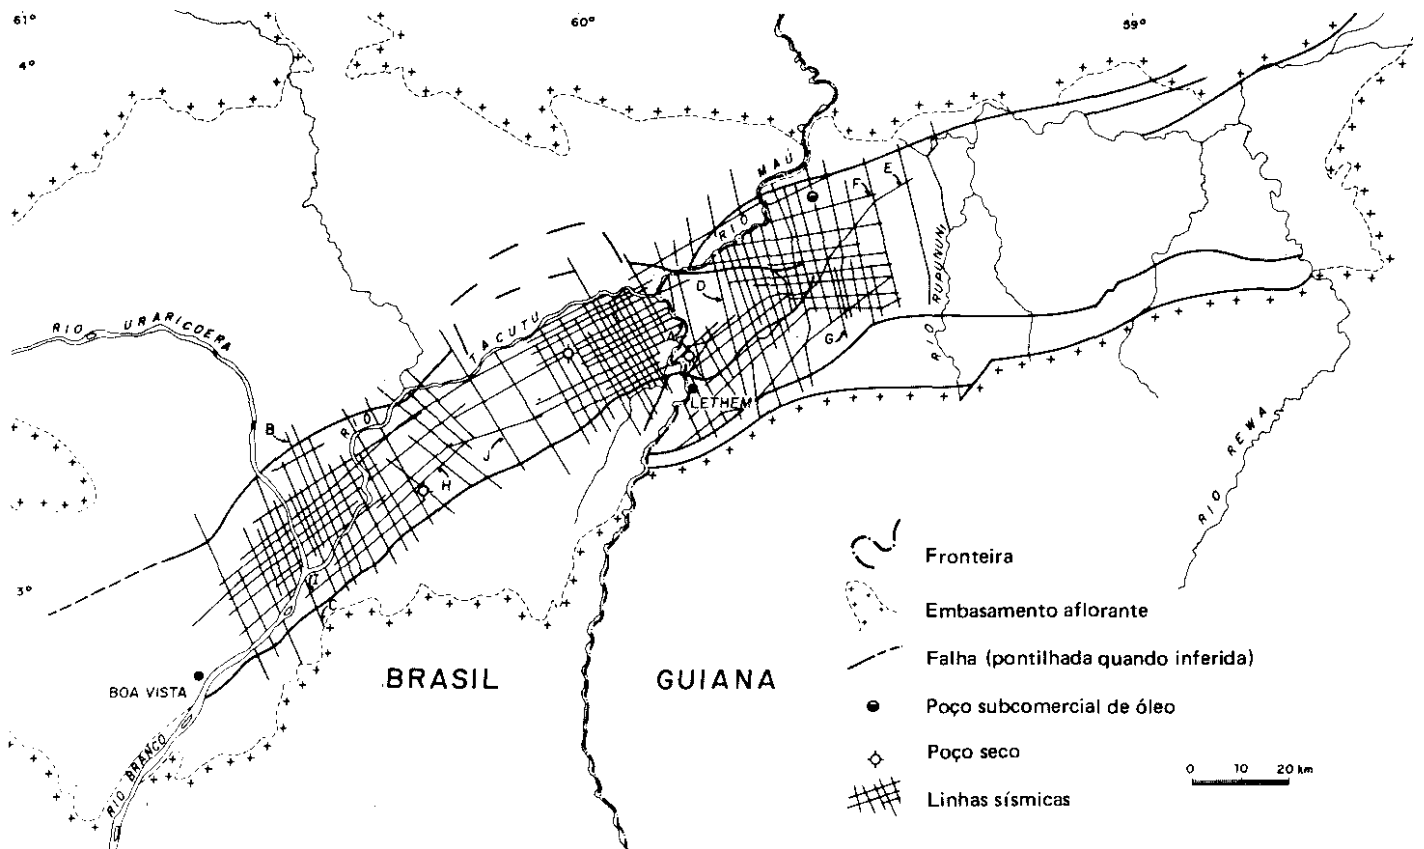 61°
60°
59°
4°
RIO MAÚ
E
F
RIO RUPUNUNI
D
RIO URARICOERA
RIO TACUTÚ
A
G
LETHEM
B
J
H
RIO REWA
I
C
3°
BOA VISTA
BRASIL
GUIANA
RIO BRANCO
Fronteira
Embasamento aflorante
Falha (pontilhada quando inferida)
Poço subcomercial de óleo
Poço seco
Linhas sísmicas
0 10 20 km